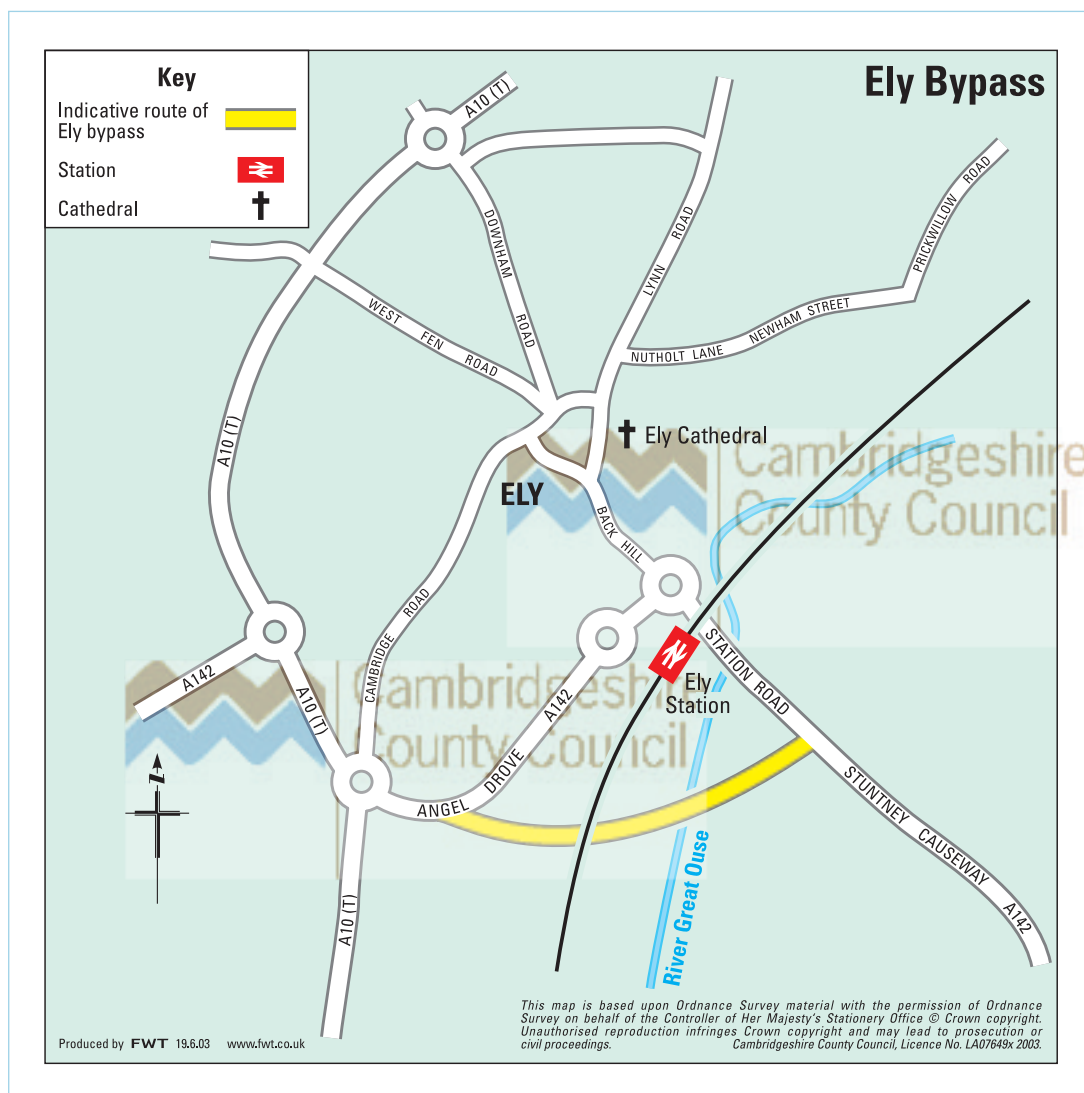 Ely Bypass
Key
Indicative route of
Ely bypass
Station
Cathedral
A10 (T)
DOWNHAM ROAD
LYNN ROAD
PRICKWILLOW ROAD
WEST FEN ROAD
NUTHOLT LANE
NEWHAM STREET
A10 (T)
Ely Cathedral
Cambridgeshire
County Council
ELY
BACK HILL
CAMBRIDGE ROAD
STATION ROAD
A142
A10 (T)
A142
Ely
Station
Cambridgeshire
County Council
ANGEL DROVE
STUNTNEY CAUSEWAY
A142
N
A10 (T)
River Great Ouse
This map is based upon Ordnance Survey material with the permission of Ordnance
Survey on behalf of the Controller of Her Majesty's Stationery Office © Crown copyright.
Unauthorised reproduction infringes Crown copyright and may lead to prosecution or
civil proceedings. Cambridgeshire County Council, Licence No. LA07649x 2003.
Produced by FWT 19.6.03 www.fwt.co.uk